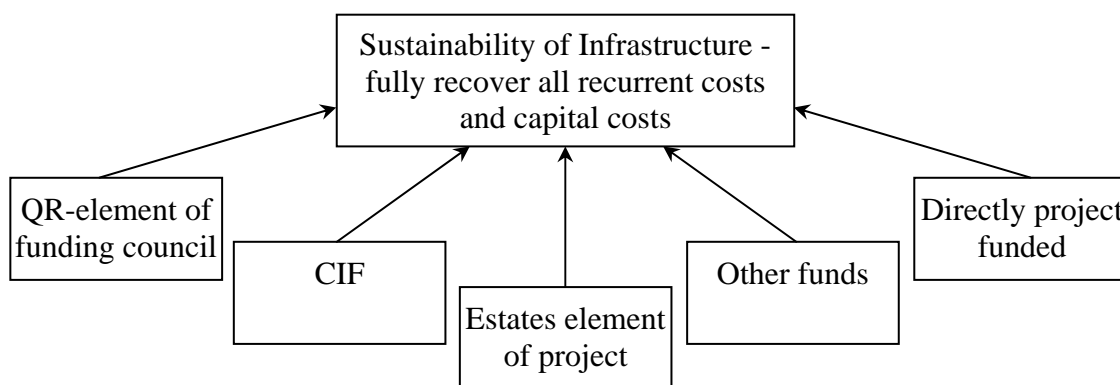 Sustainability of Infrastructure -
fully recover all recurrent costs
and capital costs
QR-element of
funding council
CIF
Estates element
of project
Other funds
Directly project
funded